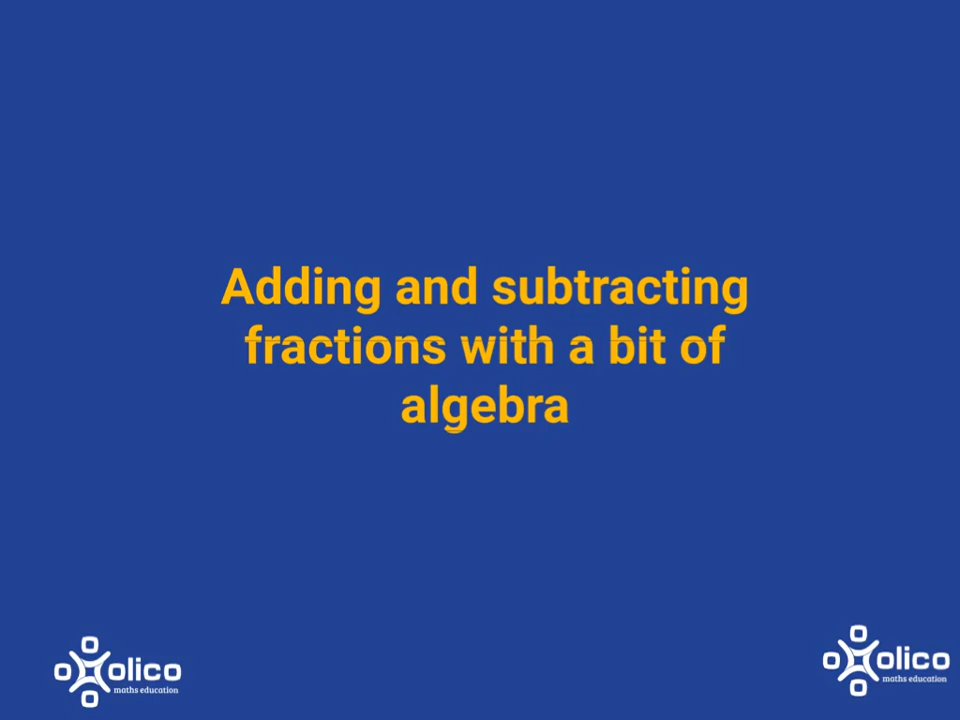 Adding and subtracting
fractions with a bit of
algebra
olico
maths education
olico
maths education